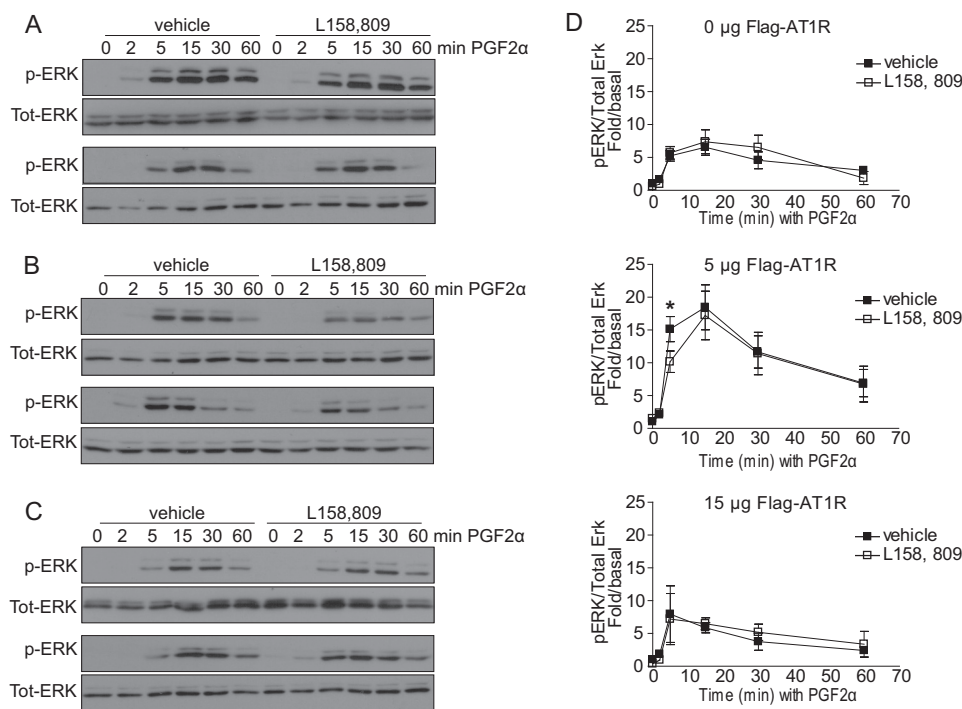 A
vehicle L158,809
0 2 5 15 30 60 0 2 5 15 30 60 min PGF2α
p-ERK
Tot-ERK
p-ERK
Tot-ERK
B
vehicle L158,809
0 2 5 15 30 60 0 2 5 15 30 60 min PGF2α
p-ERK
Tot-ERK
p-ERK
Tot-ERK
C
vehicle L158,809
0 2 5 15 30 60 0 2 5 15 30 60 min PGF2α
p-ERK
Tot-ERK
p-ERK
Tot-ERK
D
0 µg Flag-AT1R
vehicle
L158, 809
pERK/Total Erk
Fold/basal
25
20
15
10
5
0
0 10 20 30 40 50 60 70
Time (min) with PGF2α
5 µg Flag-AT1R
vehicle
L158, 809
pERK/Total Erk
Fold/basal
25
20
15
10
5
0
*
0 10 20 30 40 50 60 70
Time (min) with PGF2α
15 µg Flag-AT1R
vehicle
L158, 809
pERK/Total Erk
Fold/basal
25
20
15
10
5
0
0 10 20 30 40 50 60 70
Time (min) with PGF2α